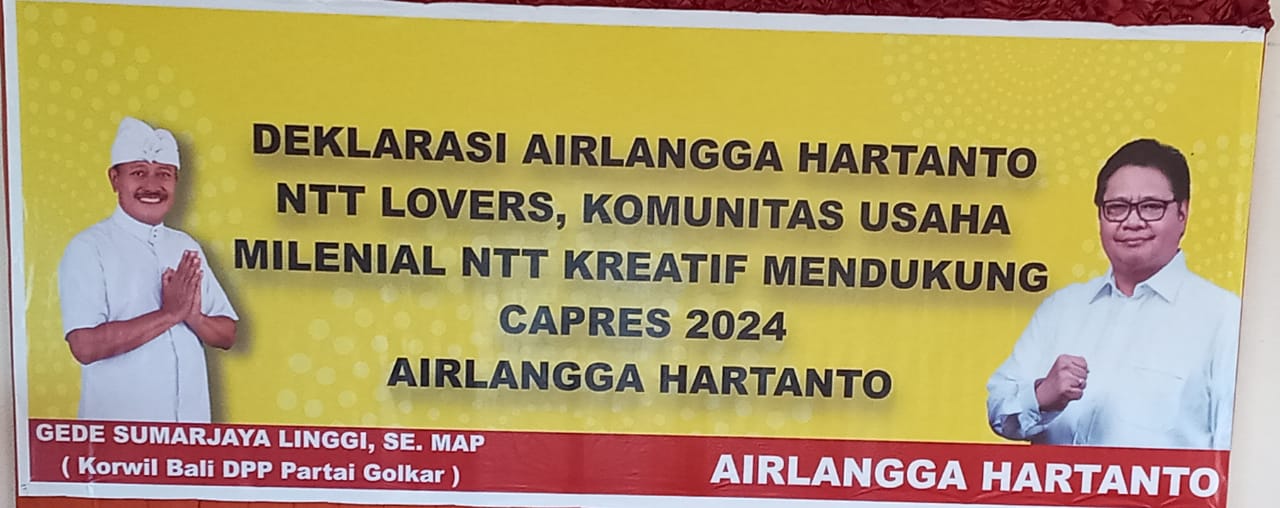 DEKLARASI AIRLANGGA HARTANTO
NTT LOVERS, KOMUNITAS USAHA
MILENIAL NTT KREATIF MENDUKUNG
CAPRES 2024
AIRLANGGA HARTANTO
GEDE SUMARJAYA LINGGI, SE. MAP
( Korwil Bali DPP Partai Golkar )
AIRLANGGA HARTANTO